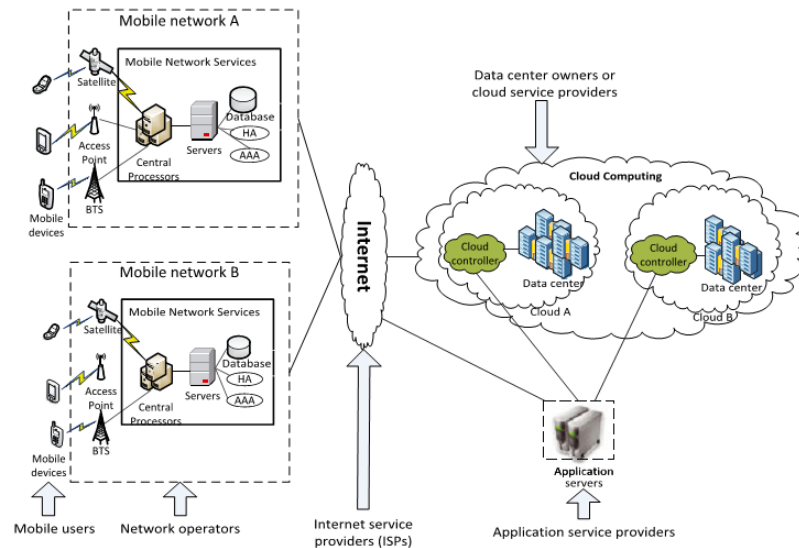 Mobile network A
Mobile Network Services
Satellite
Database
HA
AAA
Access
Point
Servers
Central
Processors
Mobile
devices
BTS
Mobile network B
Mobile Network Services
Satellite
Database
HA
AAA
Access
Point
Servers
Central
Processors
Mobile
devices
BTS
Mobile users
Network operators
Internet
Internet service
providers (ISPs)
Data center owners or
cloud service providers
Cloud Computing
Cloud
controller
Data center
Cloud A
Cloud
controller
Data center
Cloud B
Application
servers
Application service providers